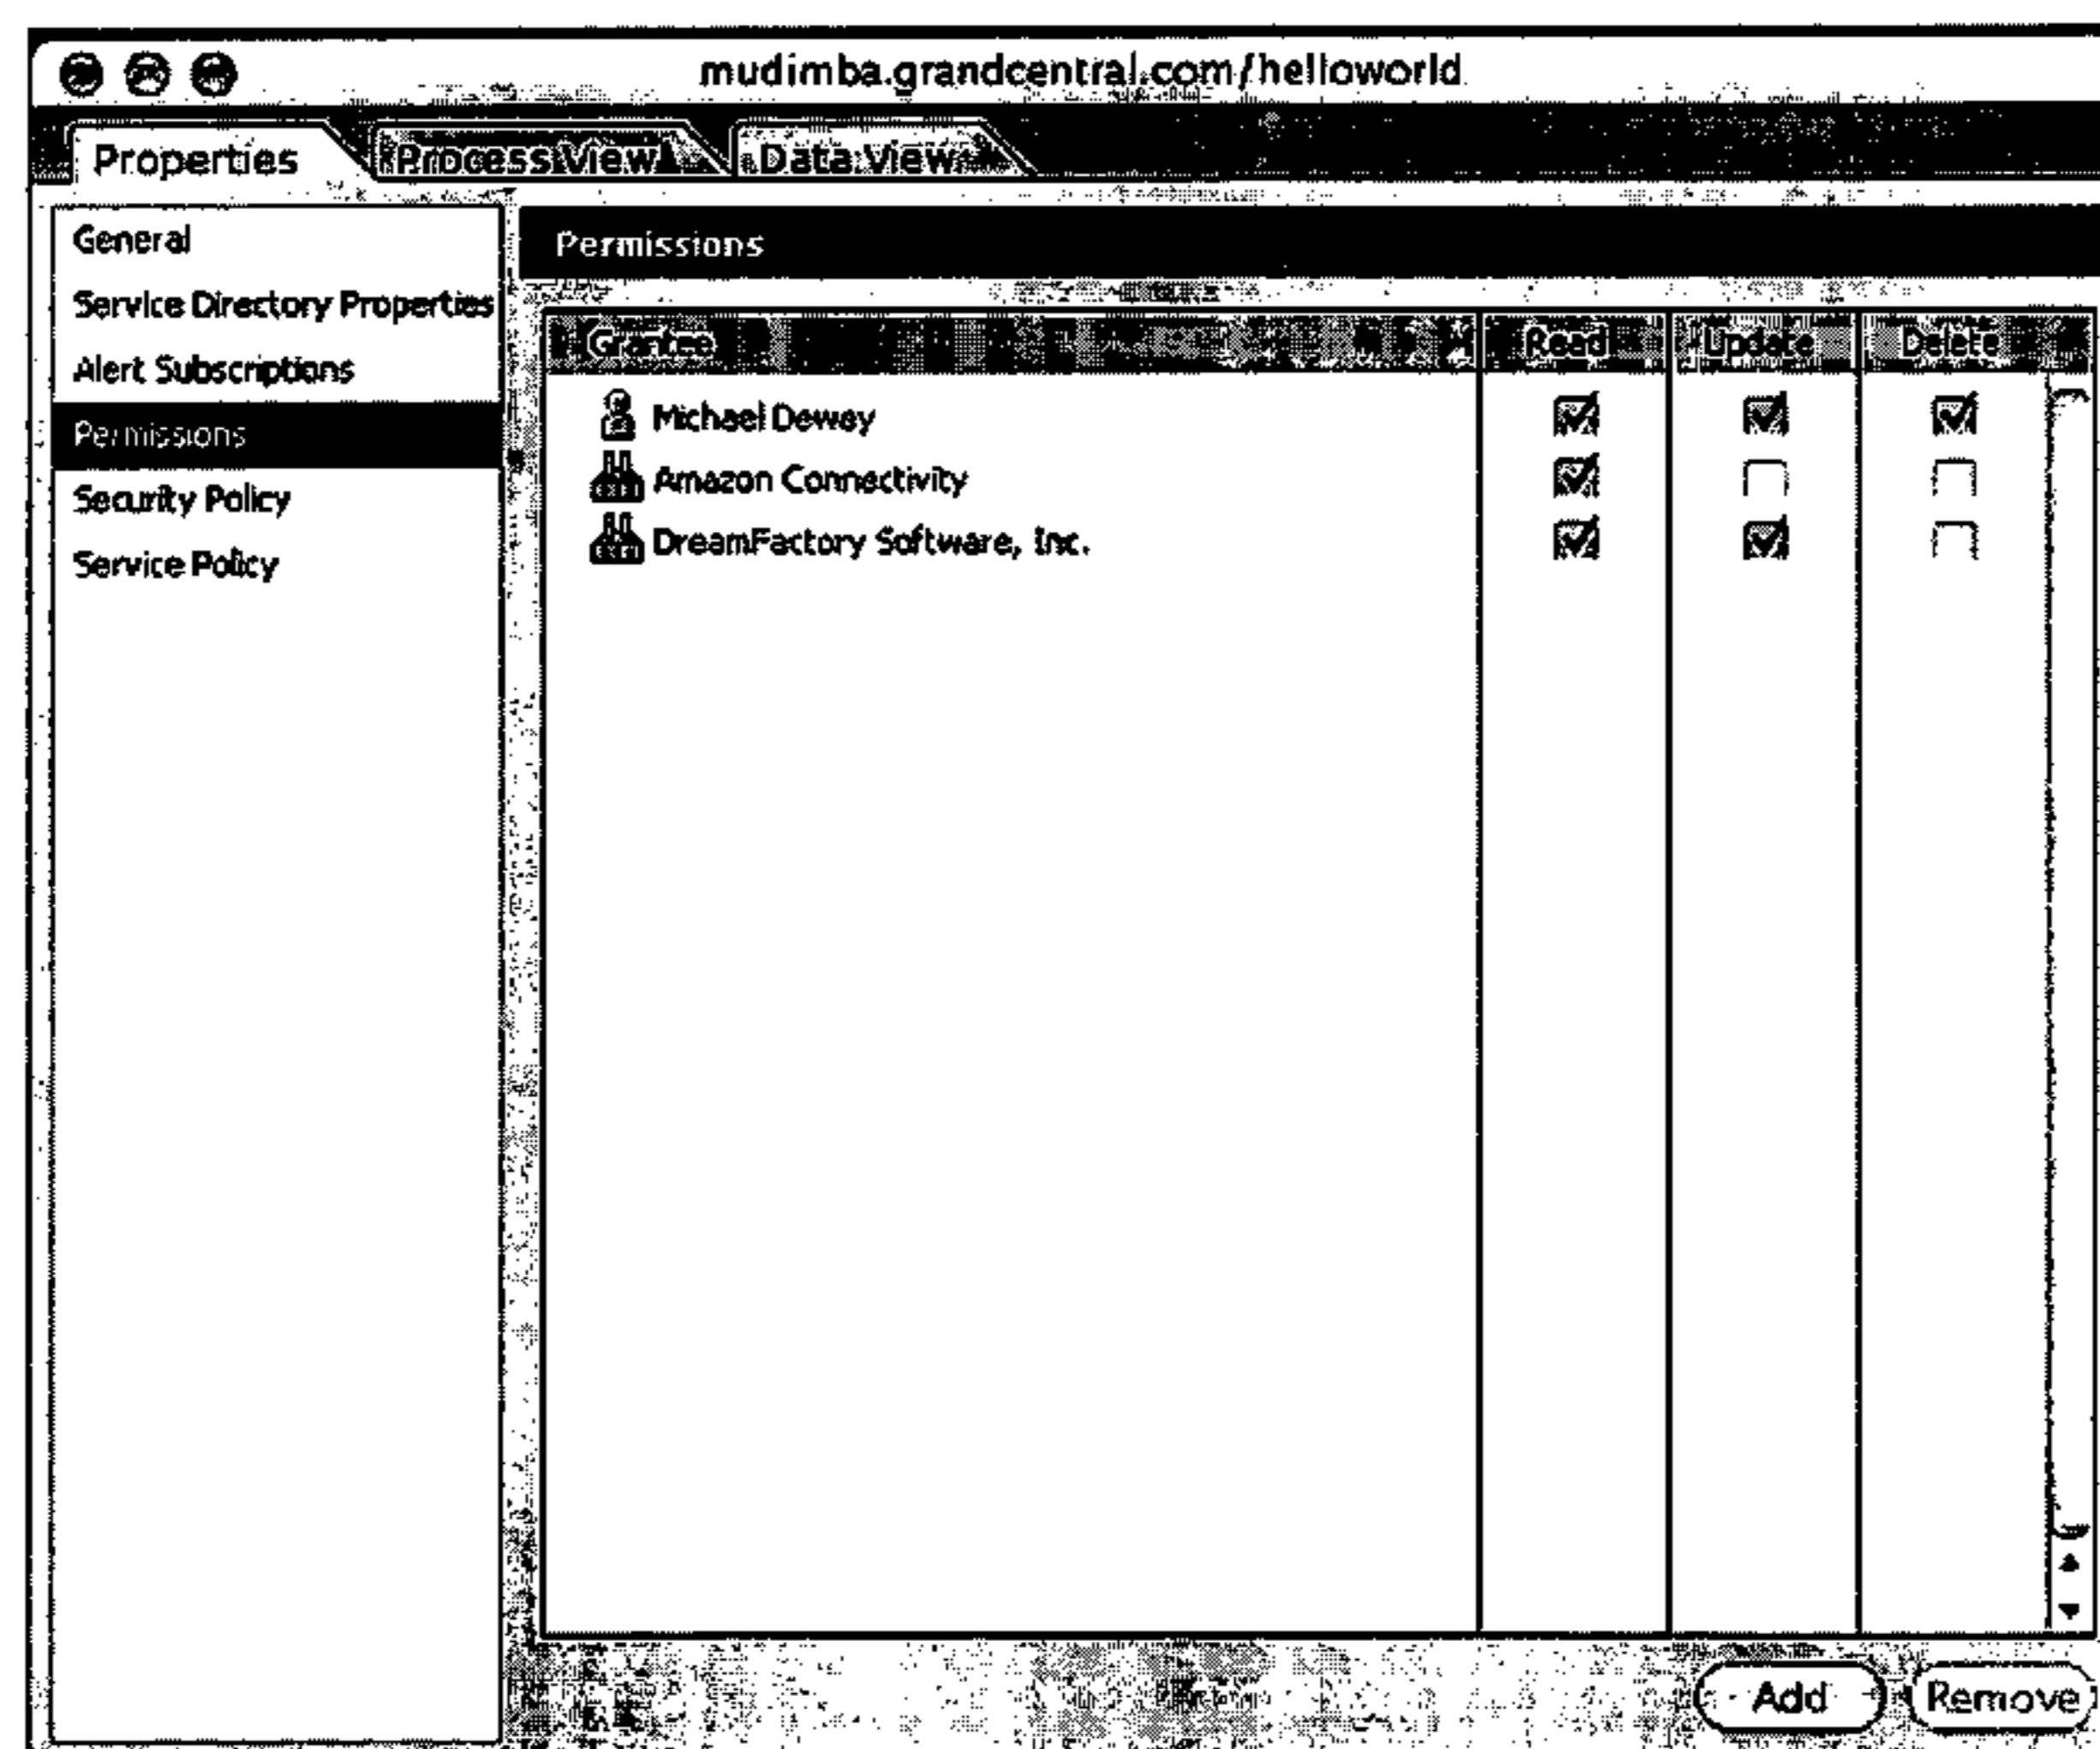 mudimba.grandcentral.com/helloworld
Properties Process View Data View
General
Service Directory Properties
Alert Subscriptions
Permissions
Security Policy
Service Policy
Permissions
Grantee Read Update Delete
Michael Dewey
Amazon Connectivity
DreamFactory Software, Inc.
Add Remove